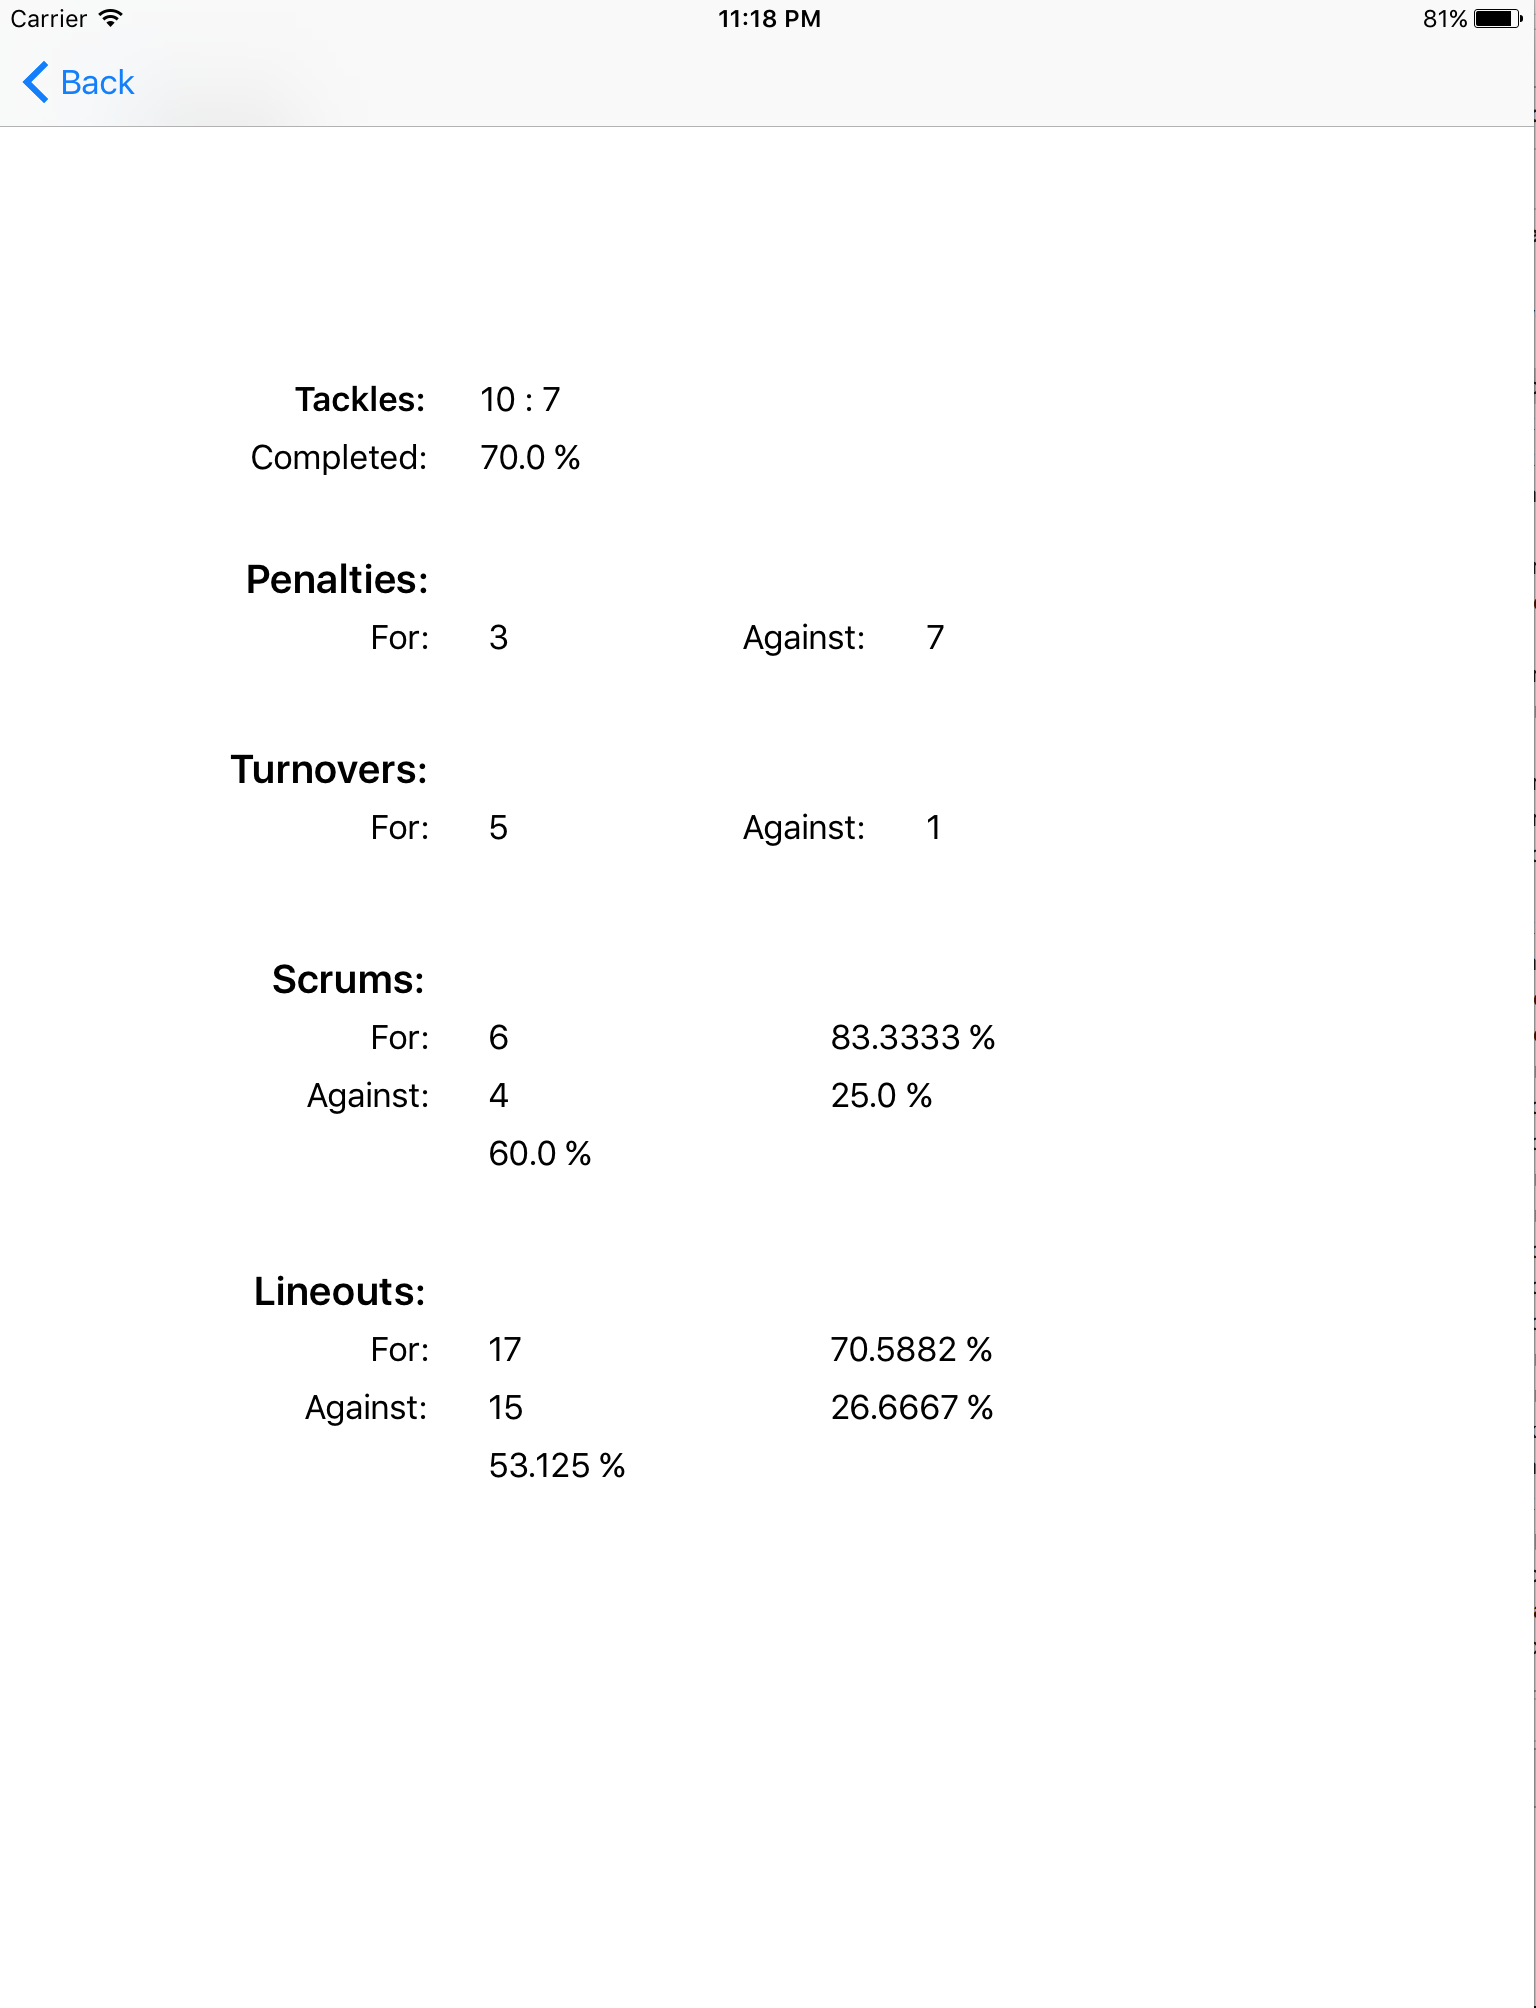 Carrier 11:18 PM 81%
Back
Tackles: 10 : 7
Completed: 70.0 %
Penalties:
For: 3 Against: 7
Turnovers:
For: 5 Against: 1
Scrums:
For: 6 83.3333 %
Against: 4 25.0 %
60.0 %
Lineouts:
For: 17 70.5882 %
Against: 15 26.6667 %
53.125 %